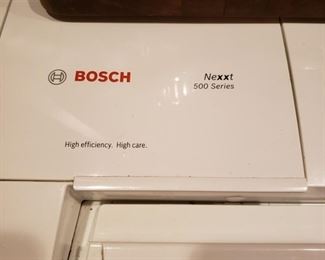 BOSCH
Nexxt
500 Series
High efficiency. High care.